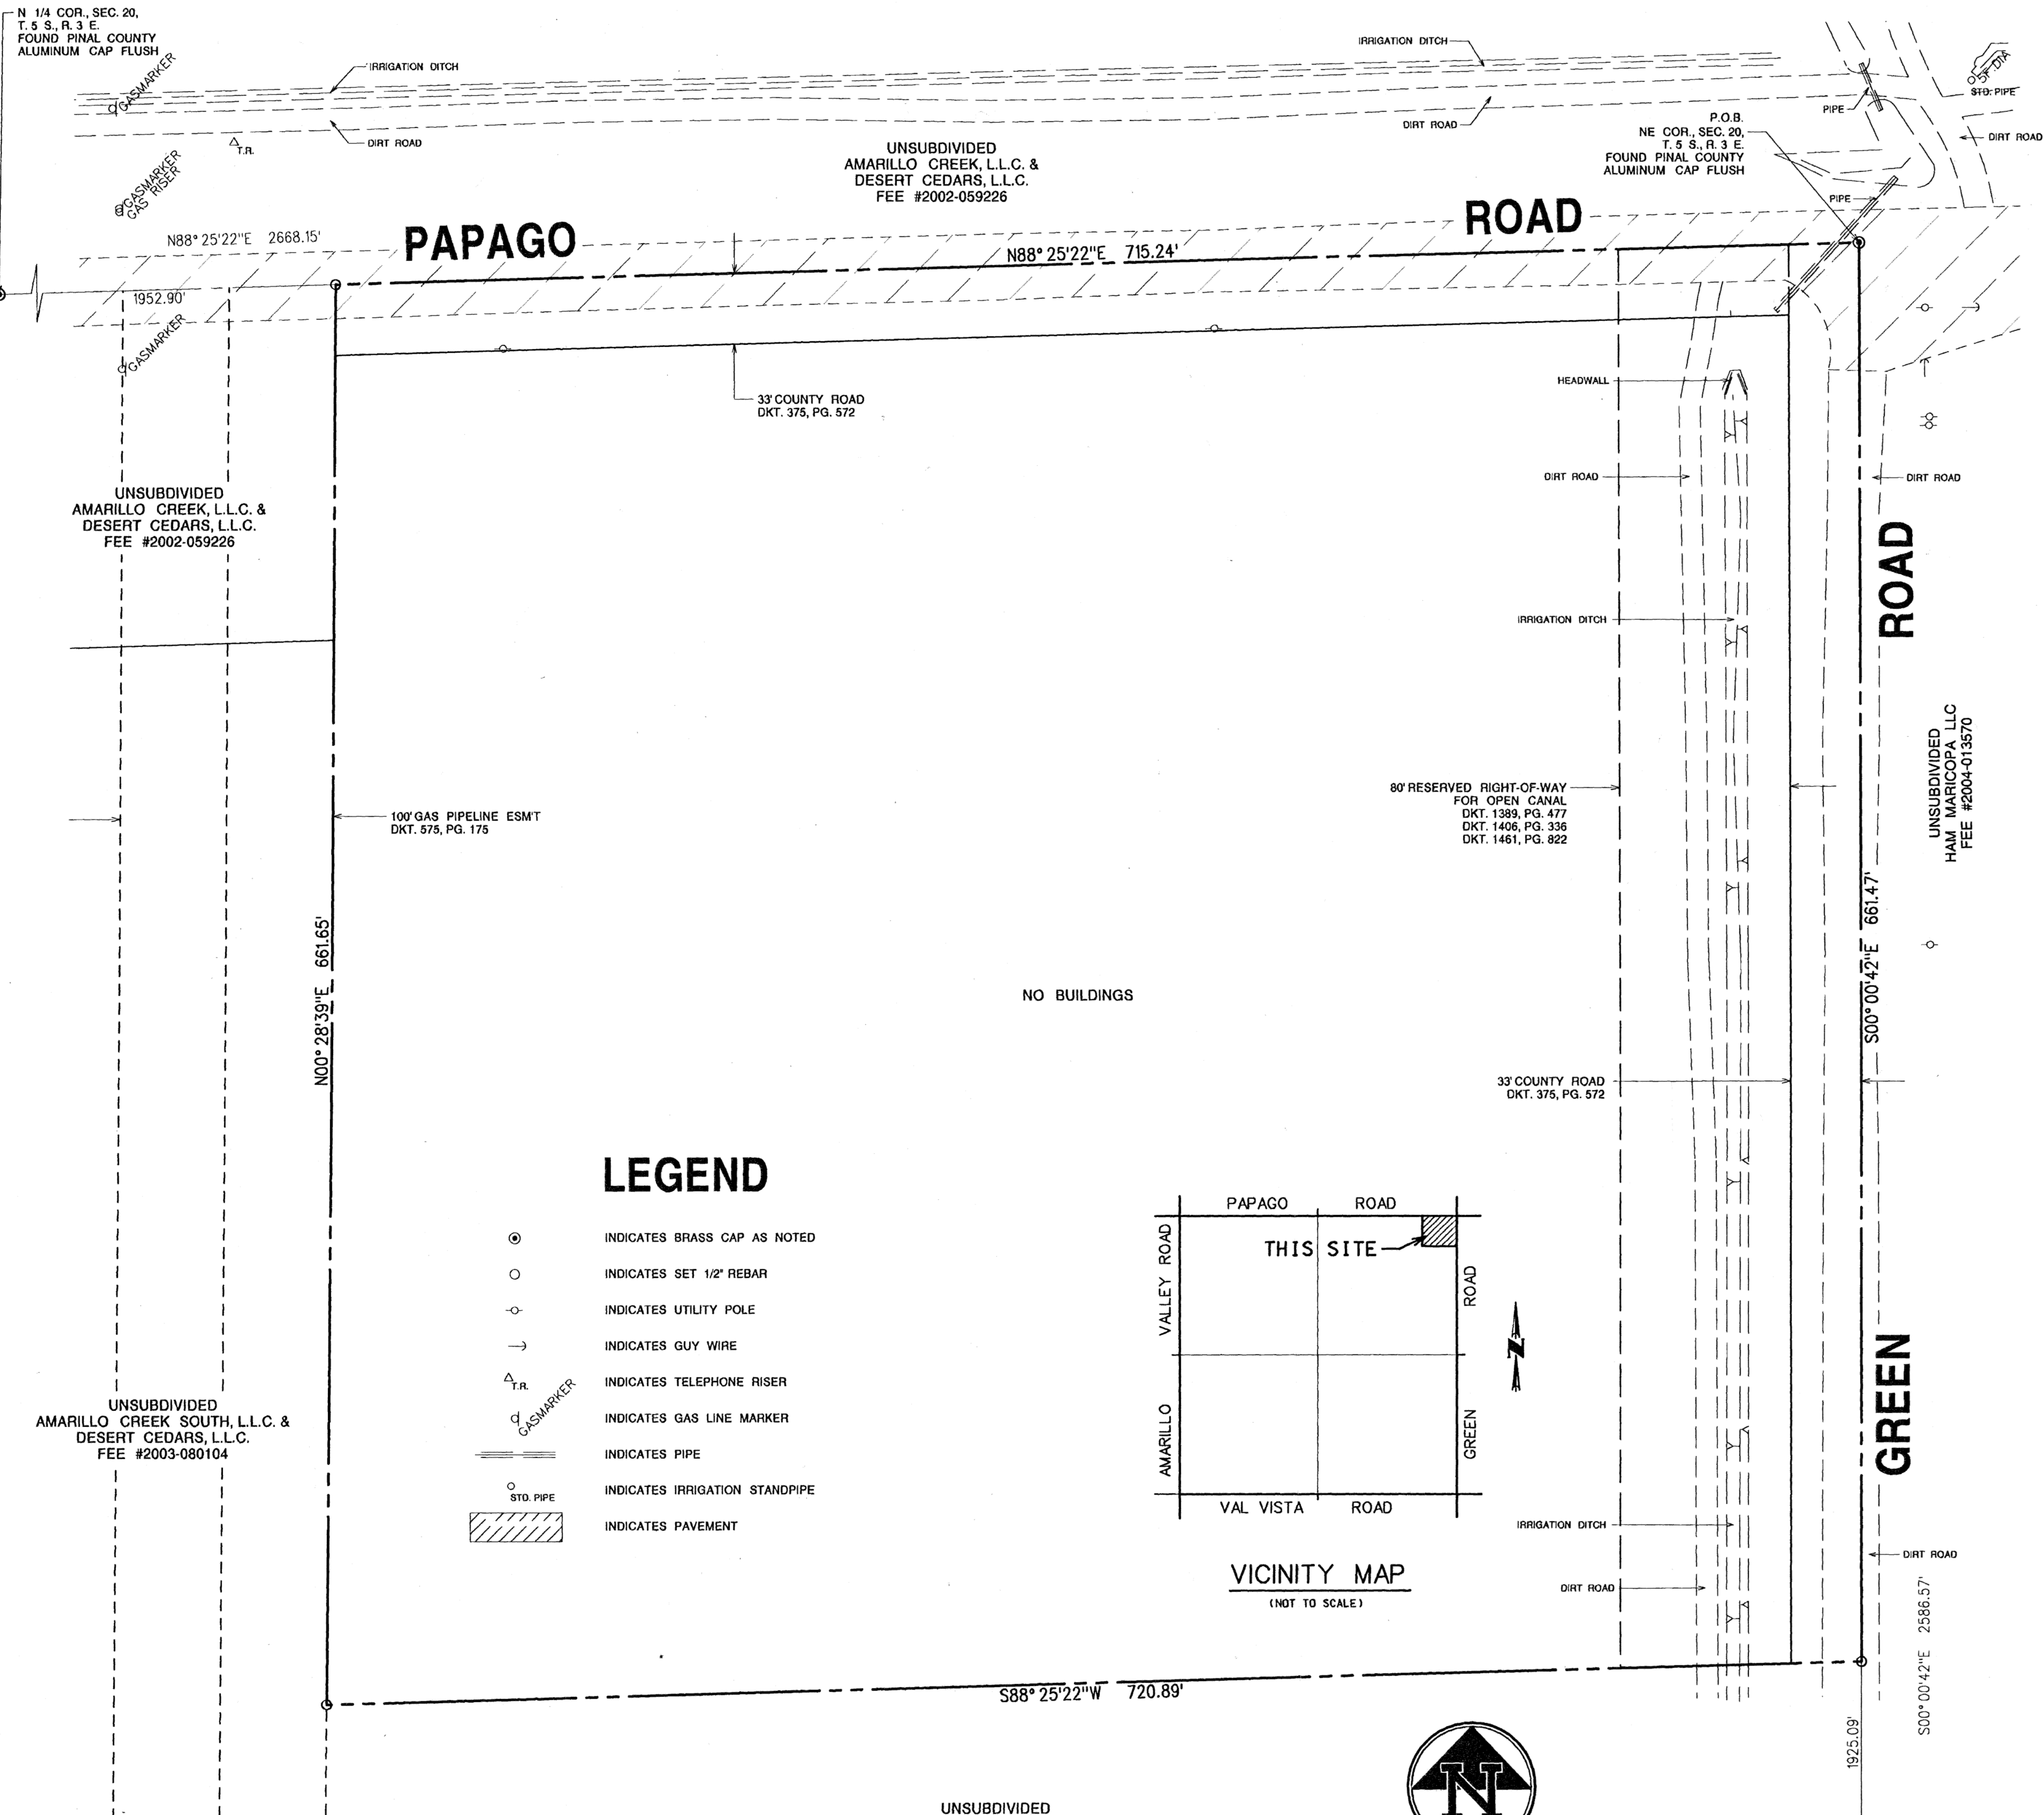 N 1/4 COR., SEC. 20,
T. 5 S., R. 3 E.
FOUND PINAL COUNTY
ALUMINUM CAP FLUSH
GASMARKER
IRRIGATION DITCH
IRRIGATION DITCH
5' DIA
STD. PIPE
PIPE
DIRT ROAD
DIRT ROAD
T.R.
DIRT ROAD
P.O.B.
NE COR., SEC. 20,
T. 5 S., R. 3 E.
FOUND PINAL COUNTY
ALUMINUM CAP FLUSH
UNSUBDIVIDED
AMARILLO CREEK, L.L.C. &
DESERT CEDARS, L.L.C.
FEE #2002-059226
GASMARKER
GAS RISER
PIPE
N88° 25'22"E 2668.15'
PAPAGO
ROAD
N88° 25'22"E 715.24'
1952.90'
GASMARKER
33' COUNTY ROAD
DKT. 375, PG. 572
HEADWALL
DIRT ROAD
DIRT ROAD
UNSUBDIVIDED
AMARILLO CREEK, L.L.C. &
DESERT CEDARS, L.L.C.
FEE #2002-059226
ROAD
IRRIGATION DITCH
UNSUBDIVIDED
HAM MARICOPA LLC
FEE #2004-013570
100' GAS PIPELINE ESM'T
DKT. 575, PG. 175
80' RESERVED RIGHT-OF-WAY
FOR OPEN CANAL
DKT. 1389, PG. 477
DKT. 1406, PG. 336
DKT. 1461, PG. 822
N00° 28'39"E 661.65'
S00° 00'42"E 661.47'
NO BUILDINGS
33' COUNTY ROAD
DKT. 375, PG. 572
LEGEND
INDICATES BRASS CAP AS NOTED
INDICATES SET 1/2" REBAR
INDICATES UTILITY POLE
INDICATES GUY WIRE
T.R.
INDICATES TELEPHONE RISER
GASMARKER
INDICATES GAS LINE MARKER
INDICATES PIPE
STD. PIPE
INDICATES IRRIGATION STANDPIPE
INDICATES PAVEMENT
PAPAGO ROAD
THIS SITE
AMARILLO VALLEY ROAD
GREEN ROAD
VAL VISTA ROAD
N
VICINITY MAP
(NOT TO SCALE)
GREEN
UNSUBDIVIDED
AMARILLO CREEK SOUTH, L.L.C. &
DESERT CEDARS, L.L.C.
FEE #2003-080104
IRRIGATION DITCH
DIRT ROAD
DIRT ROAD
S00° 00'42"E 2586.57'
S88° 25'22"W 720.89'
1925.09'
N
UNSUBDIVIDED